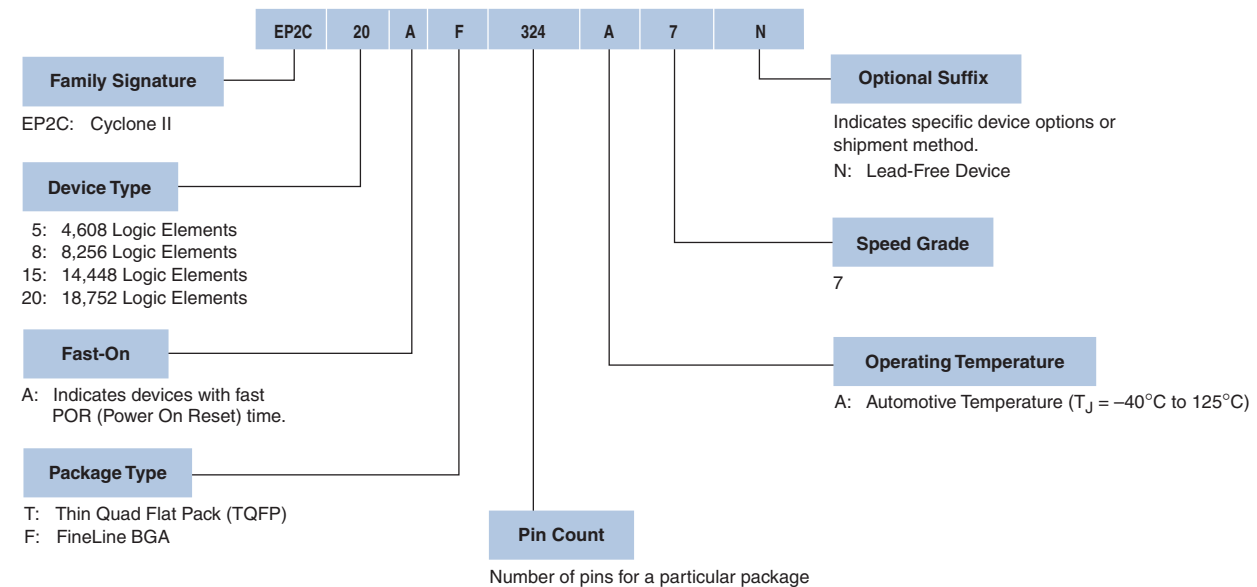 EP2C 20 A F 324 A 7 N
Family Signature
EP2C: Cyclone II
Device Type
5: 4,608 Logic Elements
8: 8,256 Logic Elements
15: 14,448 Logic Elements
20: 18,752 Logic Elements
Fast-On
A: Indicates devices with fast
POR (Power On Reset) time.
Package Type
T: Thin Quad Flat Pack (TQFP)
F: FineLine BGA
Pin Count
Number of pins for a particular package
Optional Suffix
Indicates specific device options or
shipment method.
N: Lead-Free Device
Speed Grade
7
Operating Temperature
A: Automotive Temperature (TJ = –40°C to 125°C)